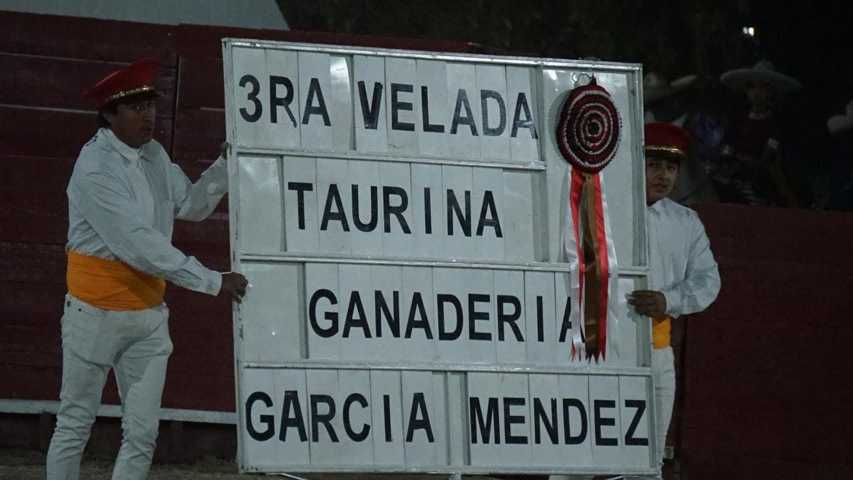 3RA VELADA
TAURINA
GANADERIA
GARCIA MENDEZ